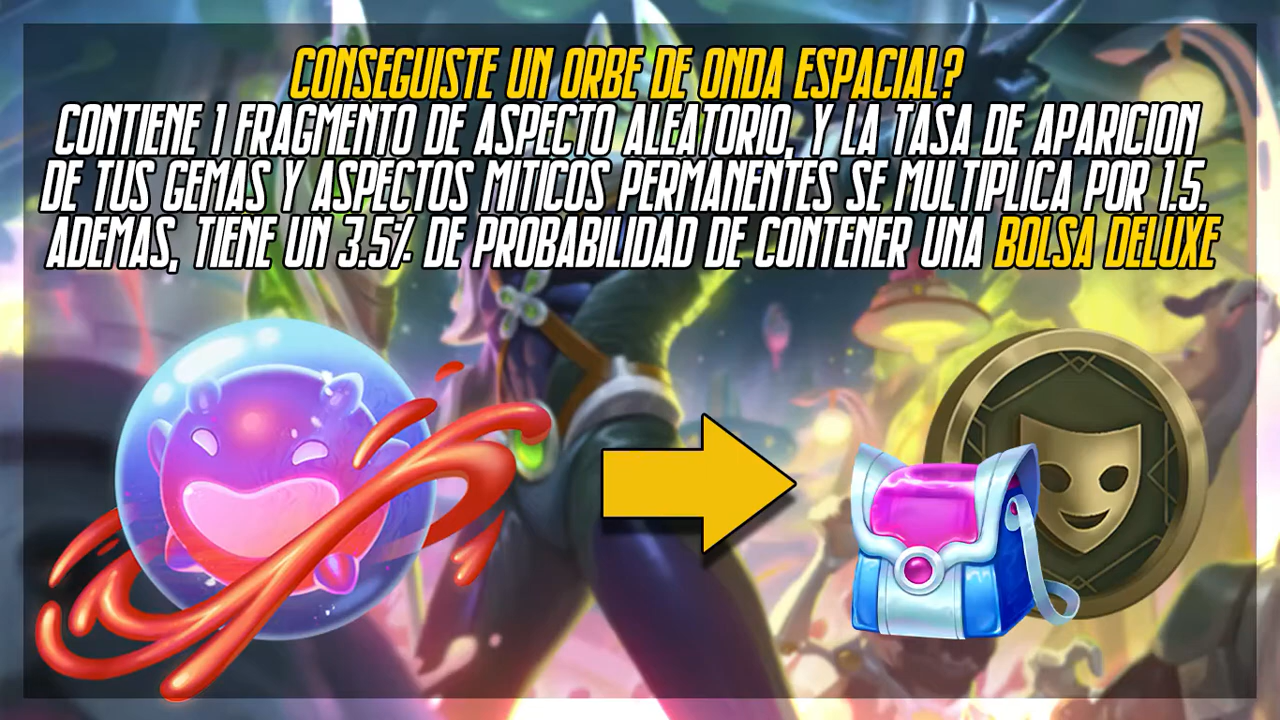 CONSEGUISTE UN ORBE DE ONDA ESPACIAL?
CONTIENE 1 FRAGMENTO DE ASPECTO ALEATORIO, Y LA TASA DE APARICION
DE TUS GEMAS Y ASPECTOS MITICOS PERMANENTES SE MULTIPLICA POR 1.5.
ADEMAS, TIENE UN 3.5% DE PROBABILIDAD DE CONTENER UNA BOLSA DELUXE